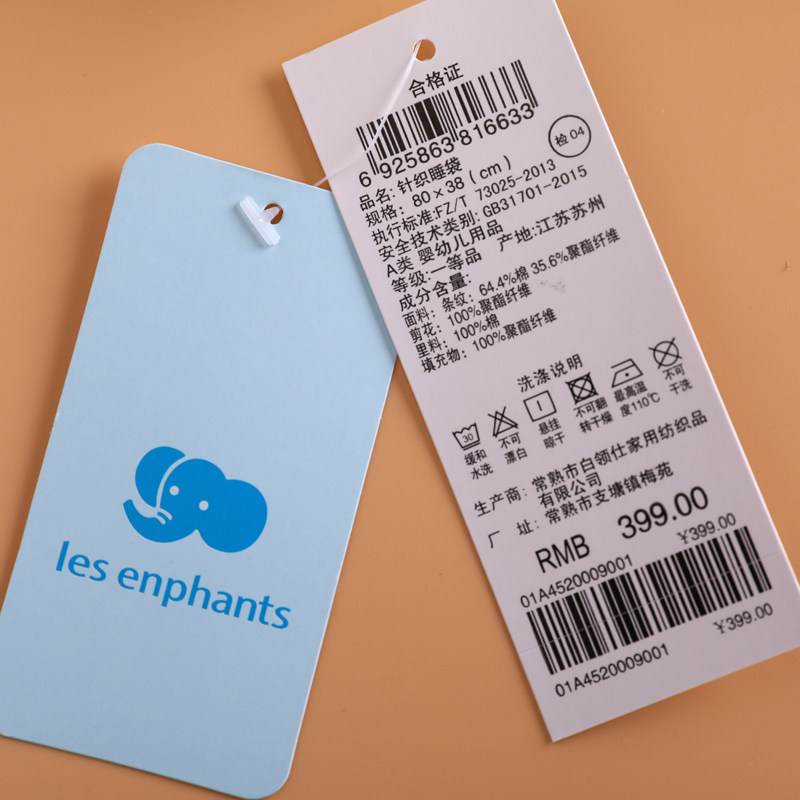 les enphants
合格证
6 925863 816633
检 04
品名: 针织睡袋
规格: 80×38 (cm)
执行标准:FZ/T 73025-2013
安全技术类别: GB31701-2015
A类 婴幼儿用品
等级:一等品 产地:江苏苏州
成分含量:
面料: 条纹: 64.4%棉 35.6%聚酯纤维
剪花: 100%聚酯纤维
里料: 100%棉
填充物: 100%聚酯纤维
洗涤说明
30
缓和水洗
不可漂白
悬挂晾干
不可翻转干燥
最高温度110℃
不可干洗
生产商: 常熟市白领仕家用纺织品
有限公司
厂 址: 常熟市支塘镇梅苑
RMB 399.00
01A4520009001 ¥399.00
01A4520009001 ¥399.00